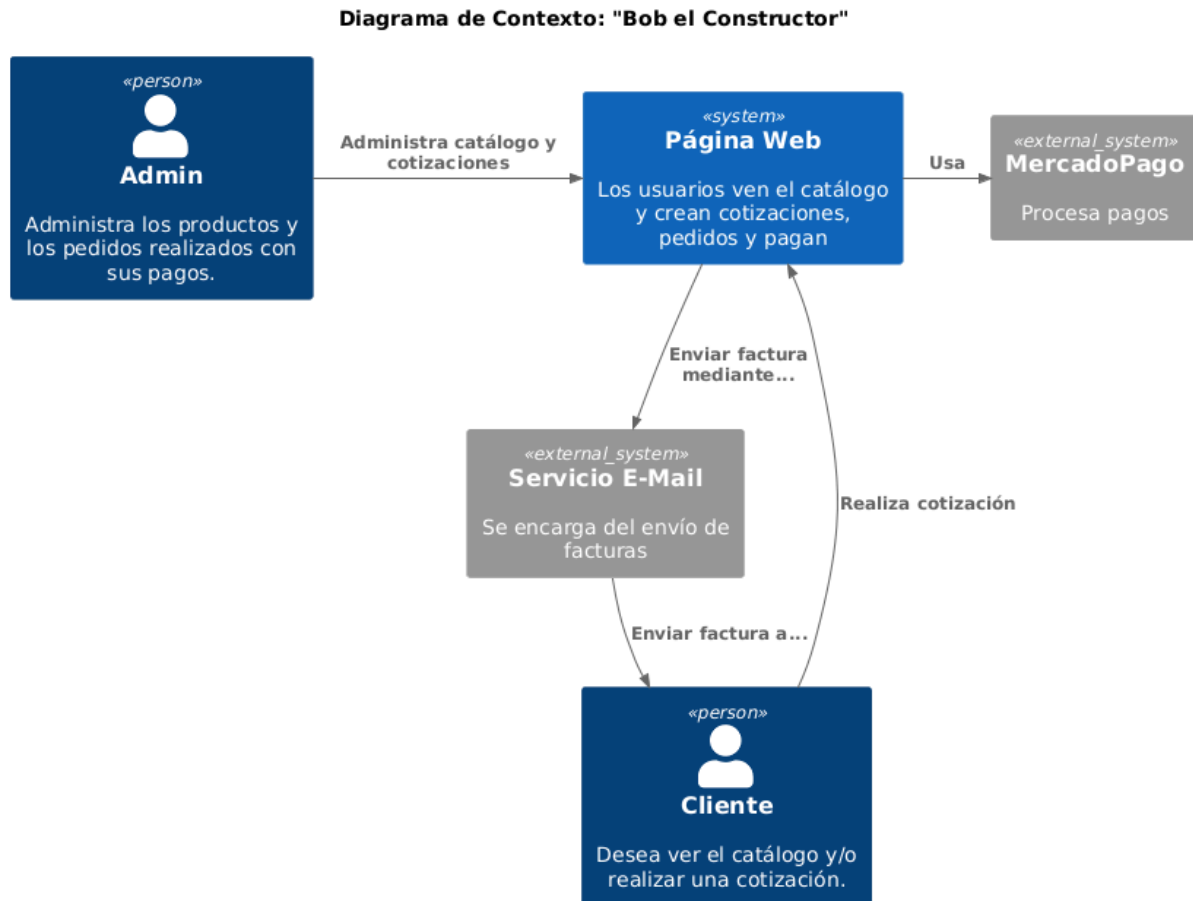 Diagrama de Contexto: "Bob el Constructor"
«person»
Admin
Administra los productos y
los pedidos realizados con
sus pagos.
Administra catálogo y
cotizaciones
«system»
Página Web
Los usuarios ven el catálogo
y crean cotizaciones,
pedidos y pagan
Usa
«external_system»
MercadoPago
Procesa pagos
Enviar factura
mediante...
«external_system»
Servicio E-Mail
Se encarga del envío de
facturas
Realiza cotización
Enviar factura a...
«person»
Cliente
Desea ver el catálogo y/o
realizar una cotización.